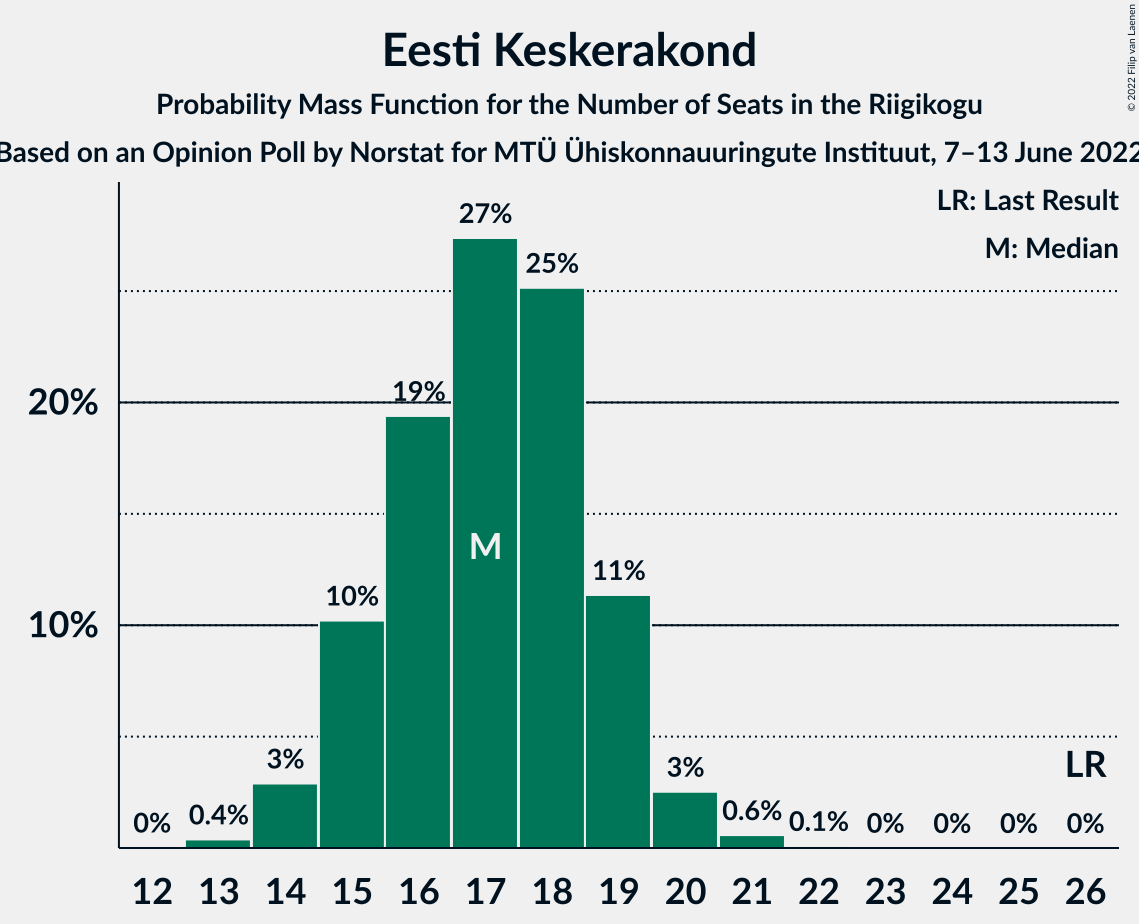 Eesti Keskerakond
Probability Mass Function for the Number of Seats in the Riigikogu
Based on an Opinion Poll by Norstat for MTÜ Ühiskonnauuringute Instituut, 7–13 June 2022
© 2022 Filip van Laenen
LR: Last Result
M: Median
20%
10%
0% 0.4% 3% 10% 19% 27% 25% 11% 3% 0.6% 0.1% 0% 0% 0% 0%
M
LR
12 13 14 15 16 17 18 19 20 21 22 23 24 25 26